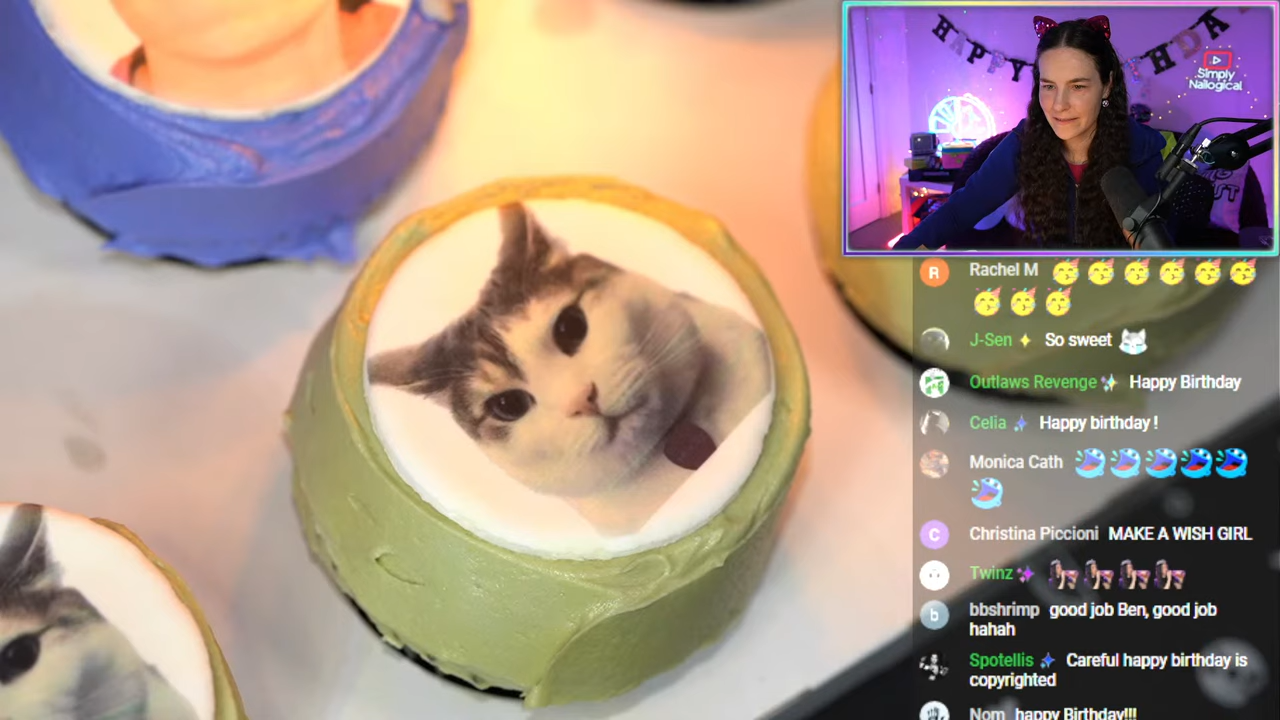 HAPPY
THDA
Simply
Nailogical
R
Rachel M
J-Sen So sweet
Outlaws Revenge Happy Birthday
Celia Happy birthday !
Monica Cath
C Christina Piccioni MAKE A WISH GIRL
Twinz
b bbshrimp good job Ben, good job
hahah
Spotellis Careful happy birthday is
copyrighted
Nom happy Birthday!!!